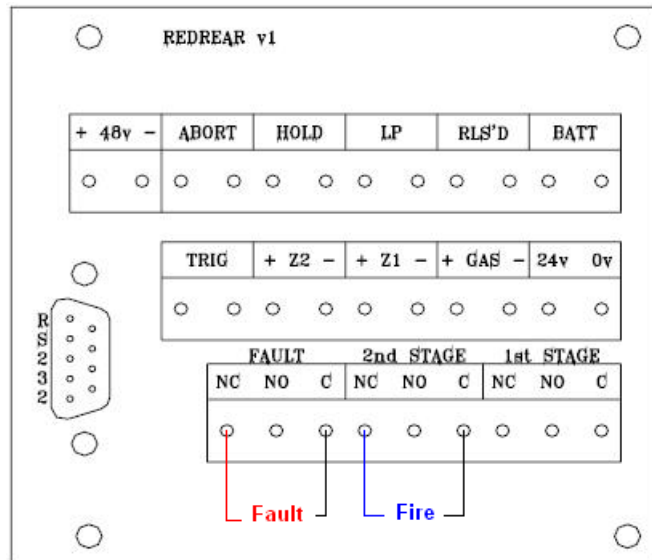 REDREAR v1
+ 48v - ABORT HOLD LP RLS'D BATT
TRIG + Z2 - + Z1 - + GAS - 24v 0v
RS232
FAULT 2nd STAGE 1st STAGE
NC NO C NC NO C NC NO C
Fault Fire